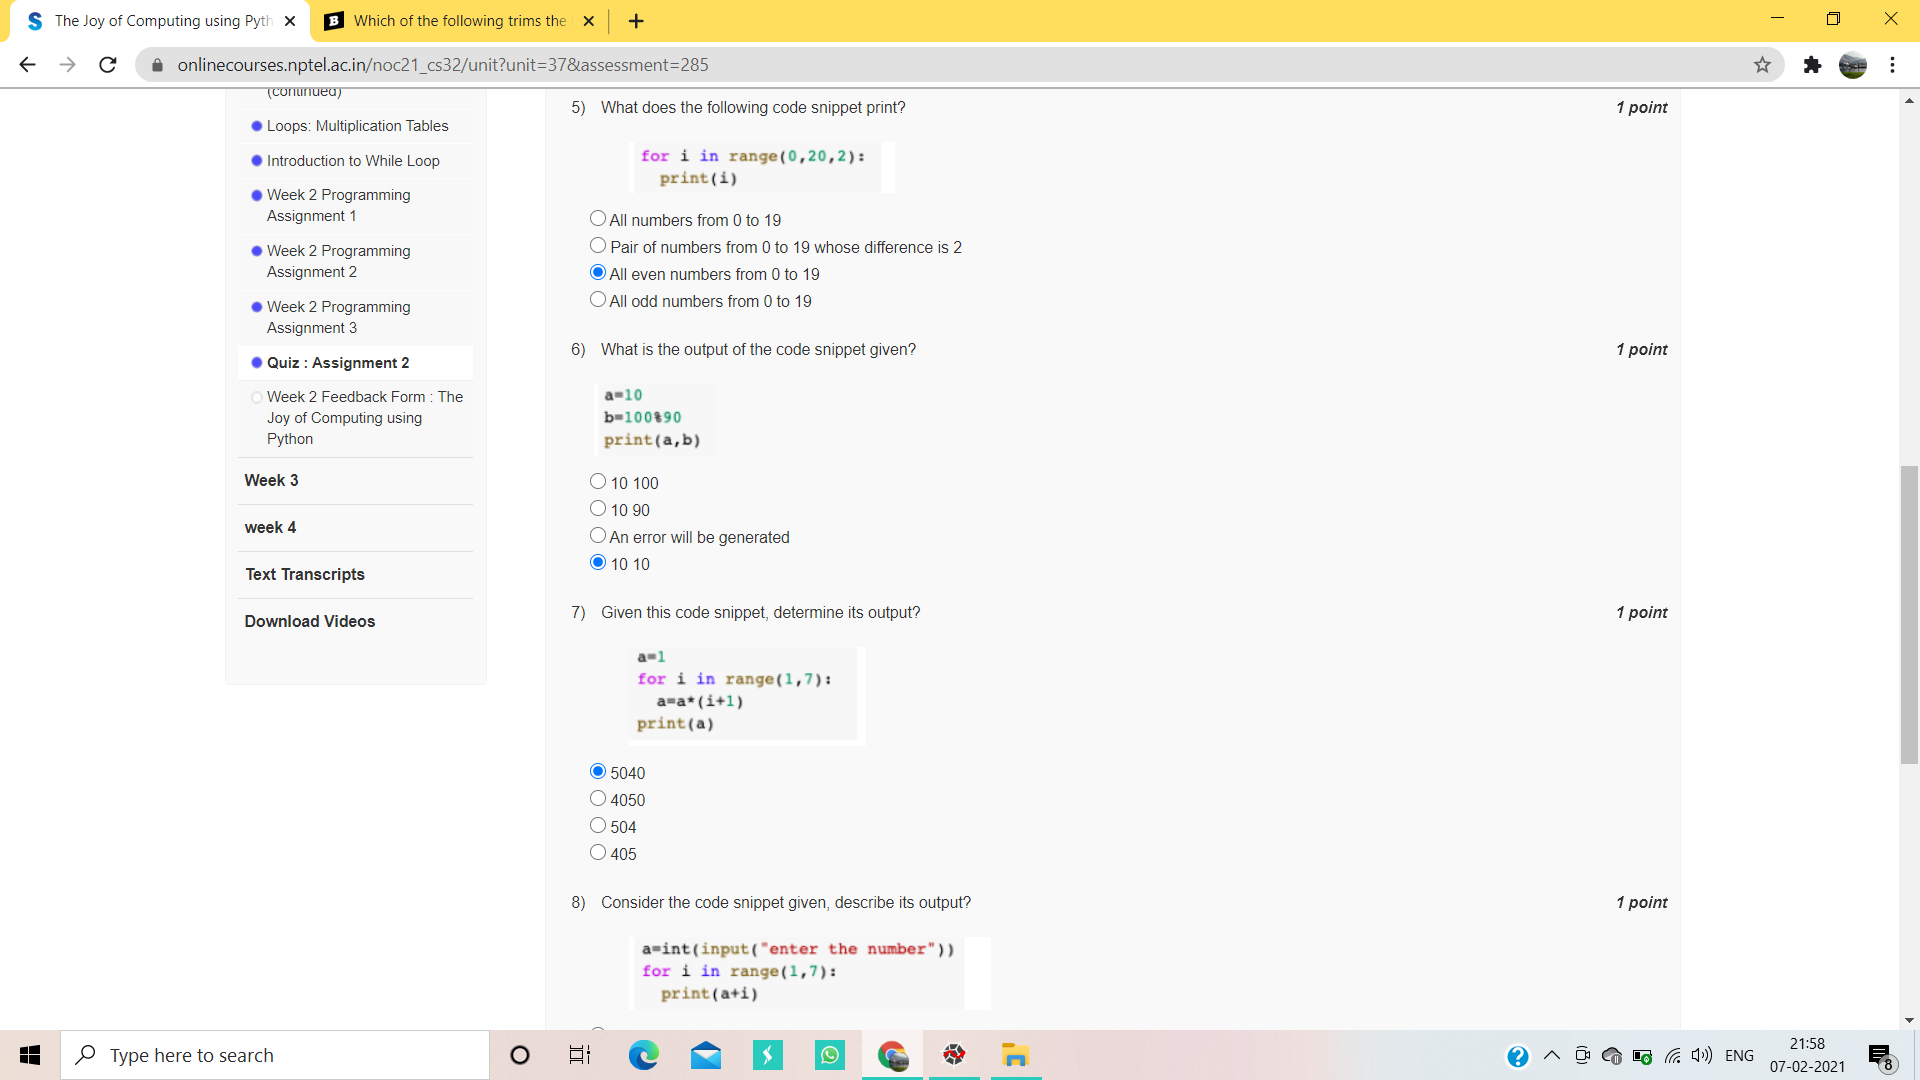 The Joy of Computing using Pyth
Which of the following trims the
onlinecourses.nptel.ac.in/noc21_cs32/unit?unit=37&assessment=285
(continued)
Loops: Multiplication Tables
Introduction to While Loop
Week 2 Programming
Assignment 1
Week 2 Programming
Assignment 2
Week 2 Programming
Assignment 3
Quiz : Assignment 2
Week 2 Feedback Form : The
Joy of Computing using
Python
Week 3
week 4
Text Transcripts
Download Videos
5) What does the following code snippet print? 1 point
for i in range(0,20,2):
print(i)
All numbers from 0 to 19
Pair of numbers from 0 to 19 whose difference is 2
All even numbers from 0 to 19
All odd numbers from 0 to 19
6) What is the output of the code snippet given? 1 point
a=10
b=100%90
print(a,b)
10 100
10 90
An error will be generated
10 10
7) Given this code snippet, determine its output? 1 point
a=1
for i in range(1,7):
a=a*(i+1)
print(a)
5040
4050
504
405
8) Consider the code snippet given, describe its output? 1 point
a=int(input("enter the number"))
for i in range(1,7):
print(a+i)
Type here to search
ENG
21:58
07-02-2021
8